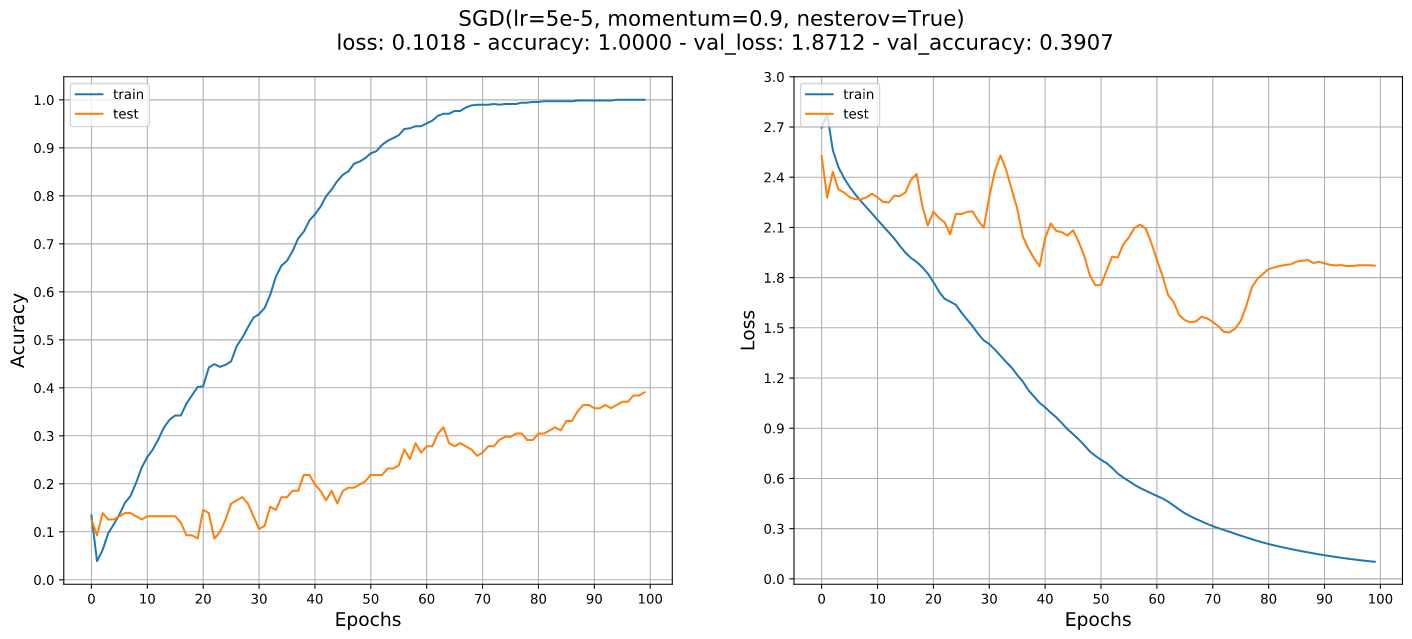 SGD(lr=5e-5, momentum=0.9, nesterov=True)
loss: 0.1018 - accuracy: 1.0000 - val_loss: 1.8712 - val_accuracy: 0.3907
train
test
1.0
0.9
0.8
0.7
0.6
0.5
0.4
0.3
0.2
0.1
0.0
Acuracy
0 10 20 30 40 50 60 70 80 90 100
Epochs
train
test
3.0
2.7
2.4
2.1
1.8
1.5
1.2
0.9
0.6
0.3
0.0
Loss
0 10 20 30 40 50 60 70 80 90 100
Epochs